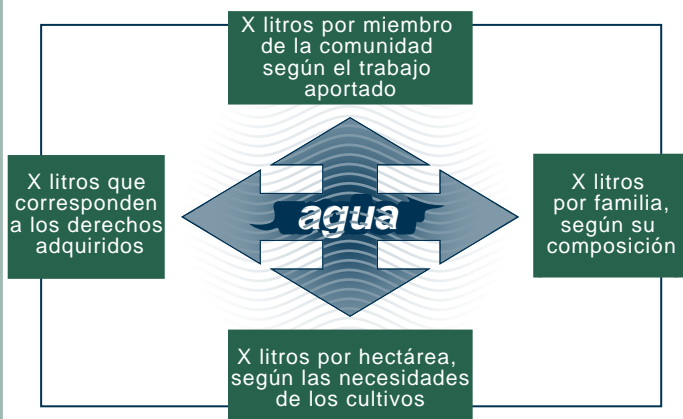 X litros por miembro
de la comunidad
según el trabajo
aportado
X litros que
corresponden
a los derechos
adquiridos
agua
X litros
por familia,
según su
composición
X litros por hectárea,
según las necesidades
de los cultivos